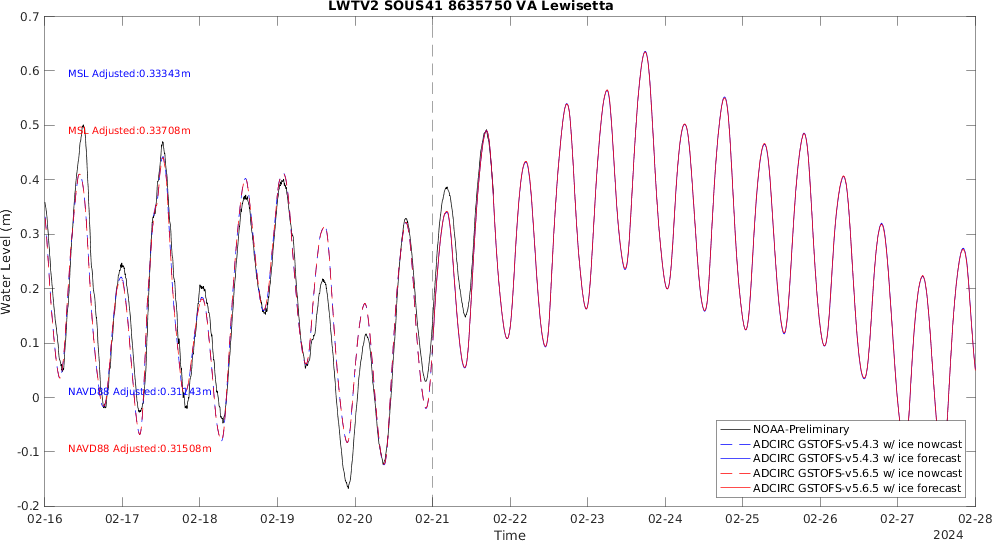 LWTV2 SOUS41 8635750 VA Lewisetta
0.7
0.6
0.5
0.4
0.3
0.2
0.1
0
-0.1
-0.2
Water Level (m)
MSL Adjusted:0.33343m
MSL Adjusted:0.33708m
NAVD88 Adjusted:0.31143m
NAVD88 Adjusted:0.31508m
NOAA-Preliminary
ADCIRC GSTOFS-v5.4.3 w/ ice nowcast
ADCIRC GSTOFS-v5.4.3 w/ ice forecast
ADCIRC GSTOFS-v5.6.5 w/ ice nowcast
ADCIRC GSTOFS-v5.6.5 w/ ice forecast
02-16 02-17 02-18 02-19 02-20 02-21 02-22 02-23 02-24 02-25 02-26 02-27 02-28
Time
2024